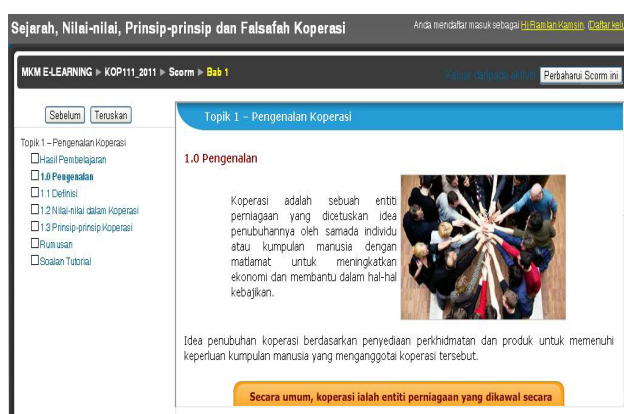 Sejarah, Nilai-nilai, Prinsip-prinsip dan Falsafah Koperasi
Anda mendaftar masuk sebagai Hj Ramlan Kamsin. (Daftar kelu
MKM E-LEARNING ► KOP111_2011 ► Scorm ► Bab 1
Keluar daripada aktiviti
Perbaharui Scorm ini
Sebelum
Teruskan
Topik 1 – Pengenalan Koperasi
Hasil Pembelajaran
1.0 Pengenalan
1.1 Definisi
1.2 Nilai-nilai dalam Koperasi
1.3 Prinsip-prinsip Koperasi
Rumusan
Soalan Tutorial
Topik 1 – Pengenalan Koperasi
1.0 Pengenalan
Koperasi adalah sebuah entiti
perniagaan yang dicetuskan idea
penubuhannya oleh samada individu
atau kumpulan manusia dengan
matlamat untuk meningkatkan
ekonomi dan membantu dalam hal-hal
kebajikan.
Idea penubuhan koperasi berdasarkan penyediaan perkhidmatan dan produk untuk memenuhi
keperluan kumpulan manusia yang menganggotai koperasi tersebut.
Secara umum, koperasi ialah entiti perniagaan yang dikawal secara